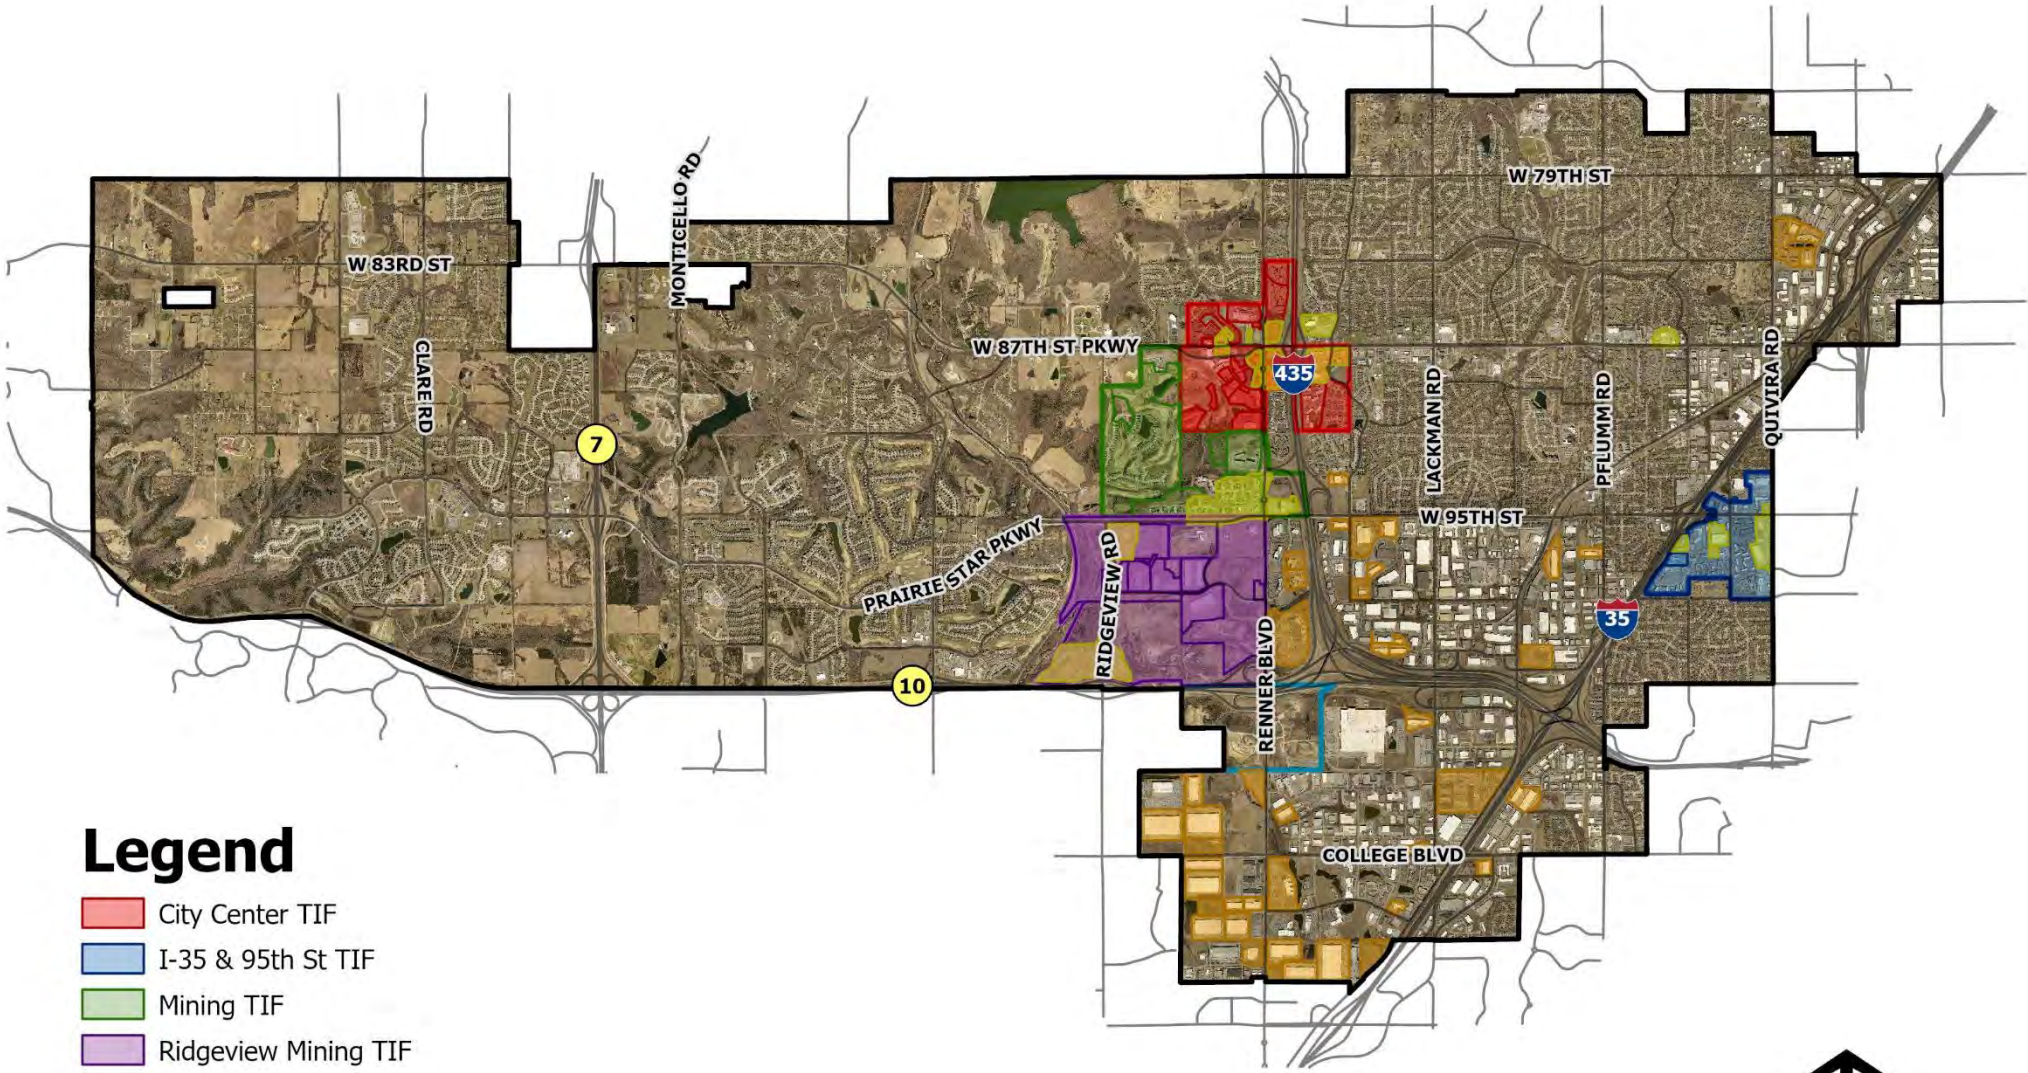 W 79TH ST
MONTICELLO RD
W 83RD ST
W 87TH ST PKWY
CLARE RD
435
LACKMAN RD
PFLUMM RD
QUIVIRA RD
7
W 95TH ST
PRAIRIE STAR PKWY
RIDGEVIEW RD
35
RENNER BLVD
10
COLLEGE BLVD
Legend
City Center TIF
I-35 & 95th St TIF
Mining TIF
Ridgeview Mining TIF